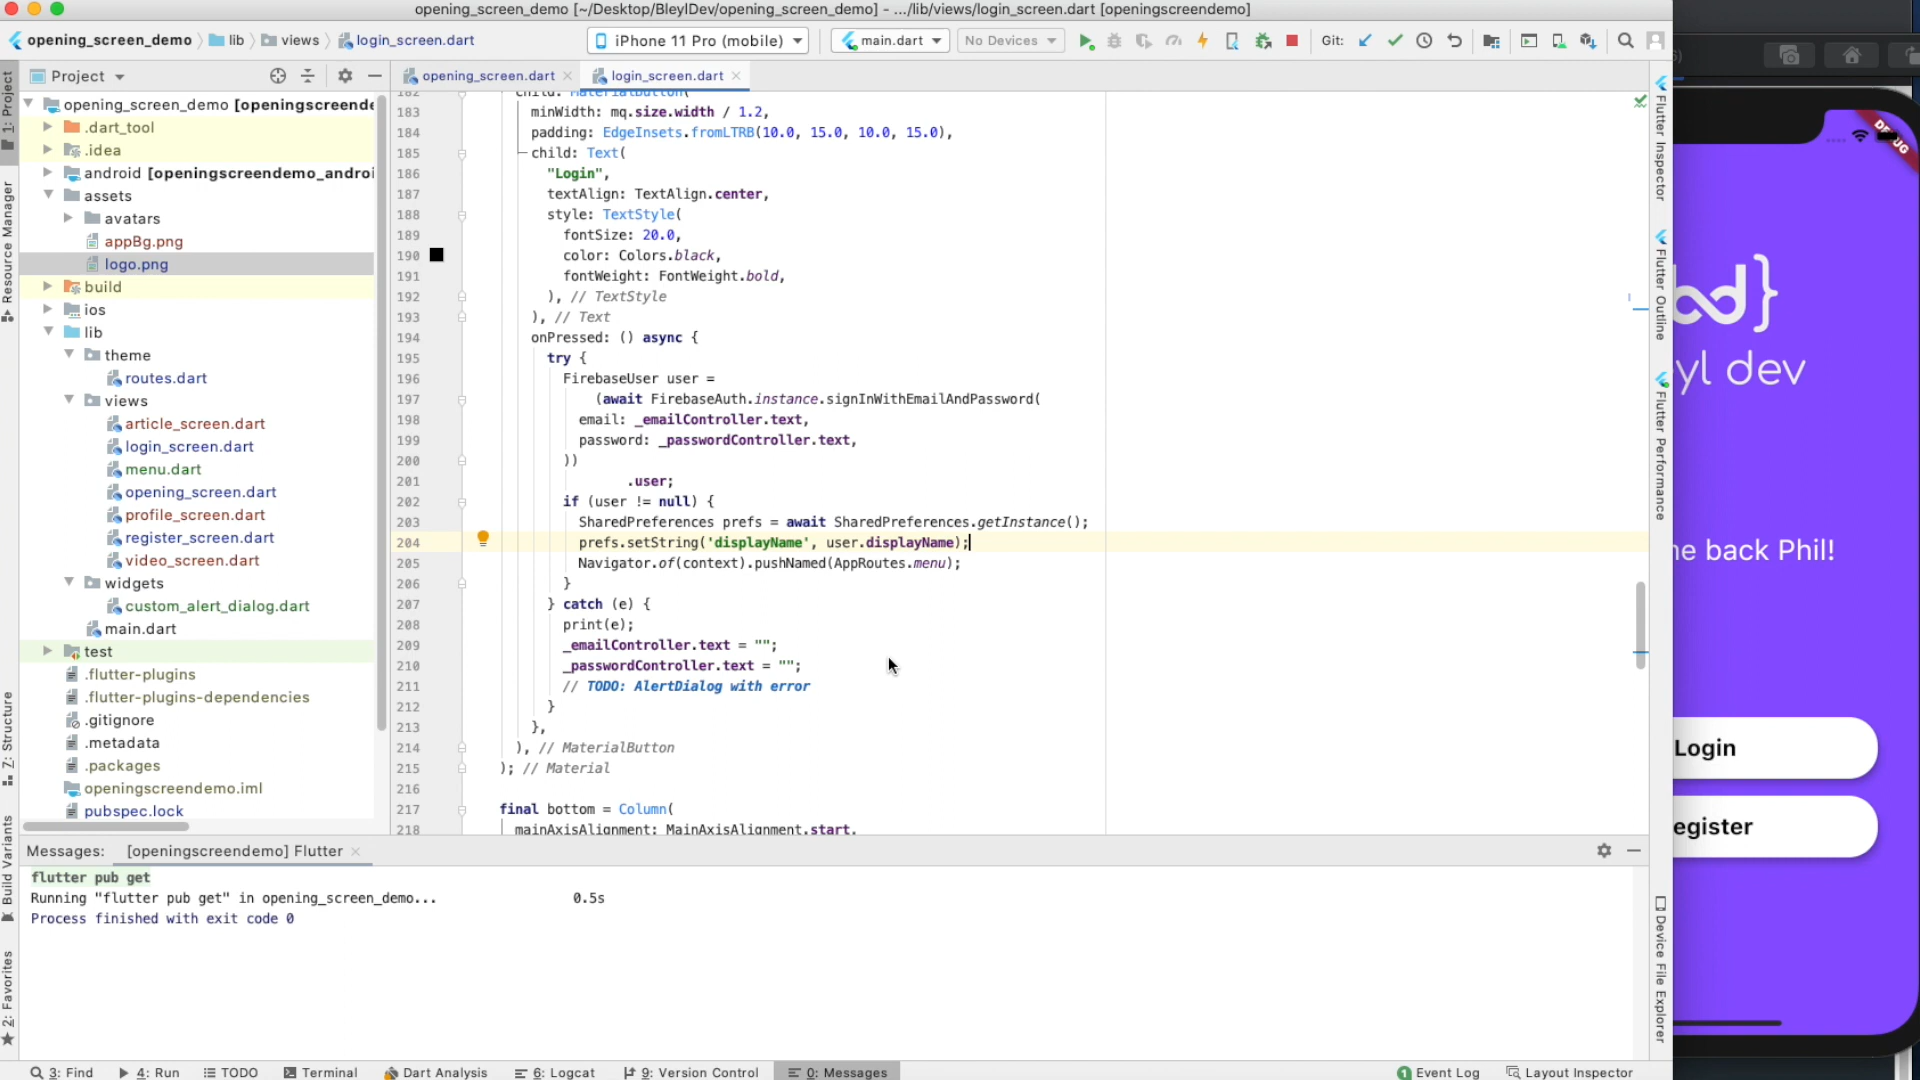 opening_screen_demo [~/Desktop/BleylDev/opening_screen_demo] - .../lib/views/login_screen.dart [openingscreendemo]
opening_screen_demo
lib
views
login_screen.dart
iPhone 11 Pro (mobile)
main.dart
No Devices
Git:
Project
opening_screen.dart
login_screen.dart
opening_screen_demo [openingscreende
.dart_tool
.idea
android [openingscreendemo_androi
assets
avatars
appBg.png
logo.png
build
ios
lib
theme
routes.dart
views
article_screen.dart
login_screen.dart
menu.dart
opening_screen.dart
profile_screen.dart
register_screen.dart
video_screen.dart
widgets
custom_alert_dialog.dart
main.dart
test
.flutter-plugins
.flutter-plugins-dependencies
.gitignore
.metadata
.packages
openingscreendemo.iml
pubspec.lock
1: Project
Resource Manager
Z: Structure
Build Variants
2: Favorites
182 child: MaterialButton(
183 minWidth: mq.size.width / 1.2,
184 padding: EdgeInsets.fromLTRB(10.0, 15.0, 10.0, 15.0),
185 child: Text(
186 "Login",
187 textAlign: TextAlign.center,
188 style: TextStyle(
189 fontSize: 20.0,
190 color: Colors.black,
191 fontWeight: FontWeight.bold,
192 ), // TextStyle
193 ), // Text
194 onPressed: () async {
195 try {
196 FirebaseUser user =
197 (await FirebaseAuth.instance.signInWithEmailAndPassword(
198 email: _emailController.text,
199 password: _passwordController.text,
200 ))
201 .user;
202 if (user != null) {
203 SharedPreferences prefs = await SharedPreferences.getInstance();
204 prefs.setString('displayName', user.displayName);
205 Navigator.of(context).pushNamed(AppRoutes.menu);
206 }
207 } catch (e) {
208 print(e);
209 _emailController.text = "";
210 _passwordController.text = "";
211 // TODO: AlertDialog with error
212 }
213 },
214 ), // MaterialButton
215 ); // Material
216
217 final bottom = Column(
218 mainAxisAlignment: MainAxisAlignment.start,
Flutter Inspector
Flutter Outline
Flutter Performance
Device File Explorer
DEBUG
yl dev
e back Phil!
Login
egister
Messages: [openingscreendemo] Flutter
flutter pub get
Running "flutter pub get" in opening_screen_demo... 0.5s
Process finished with exit code 0
3: Find
4: Run
TODO
Terminal
Dart Analysis
6: Logcat
9: Version Control
0: Messages
1 Event Log
Layout Inspector